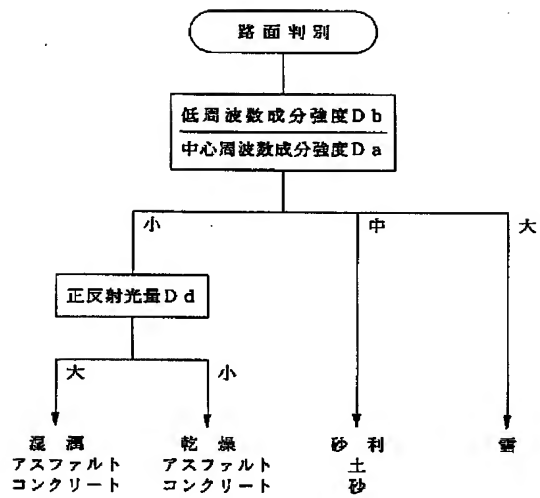 路面判別
低周波数成分強度Db
中心周波数成分強度Da
小
中
大
正反射光量Dd
大
小
湿潤
乾燥
砂利
雪
アスファルト
アスファルト
土
コンクリート
コンクリート
砂